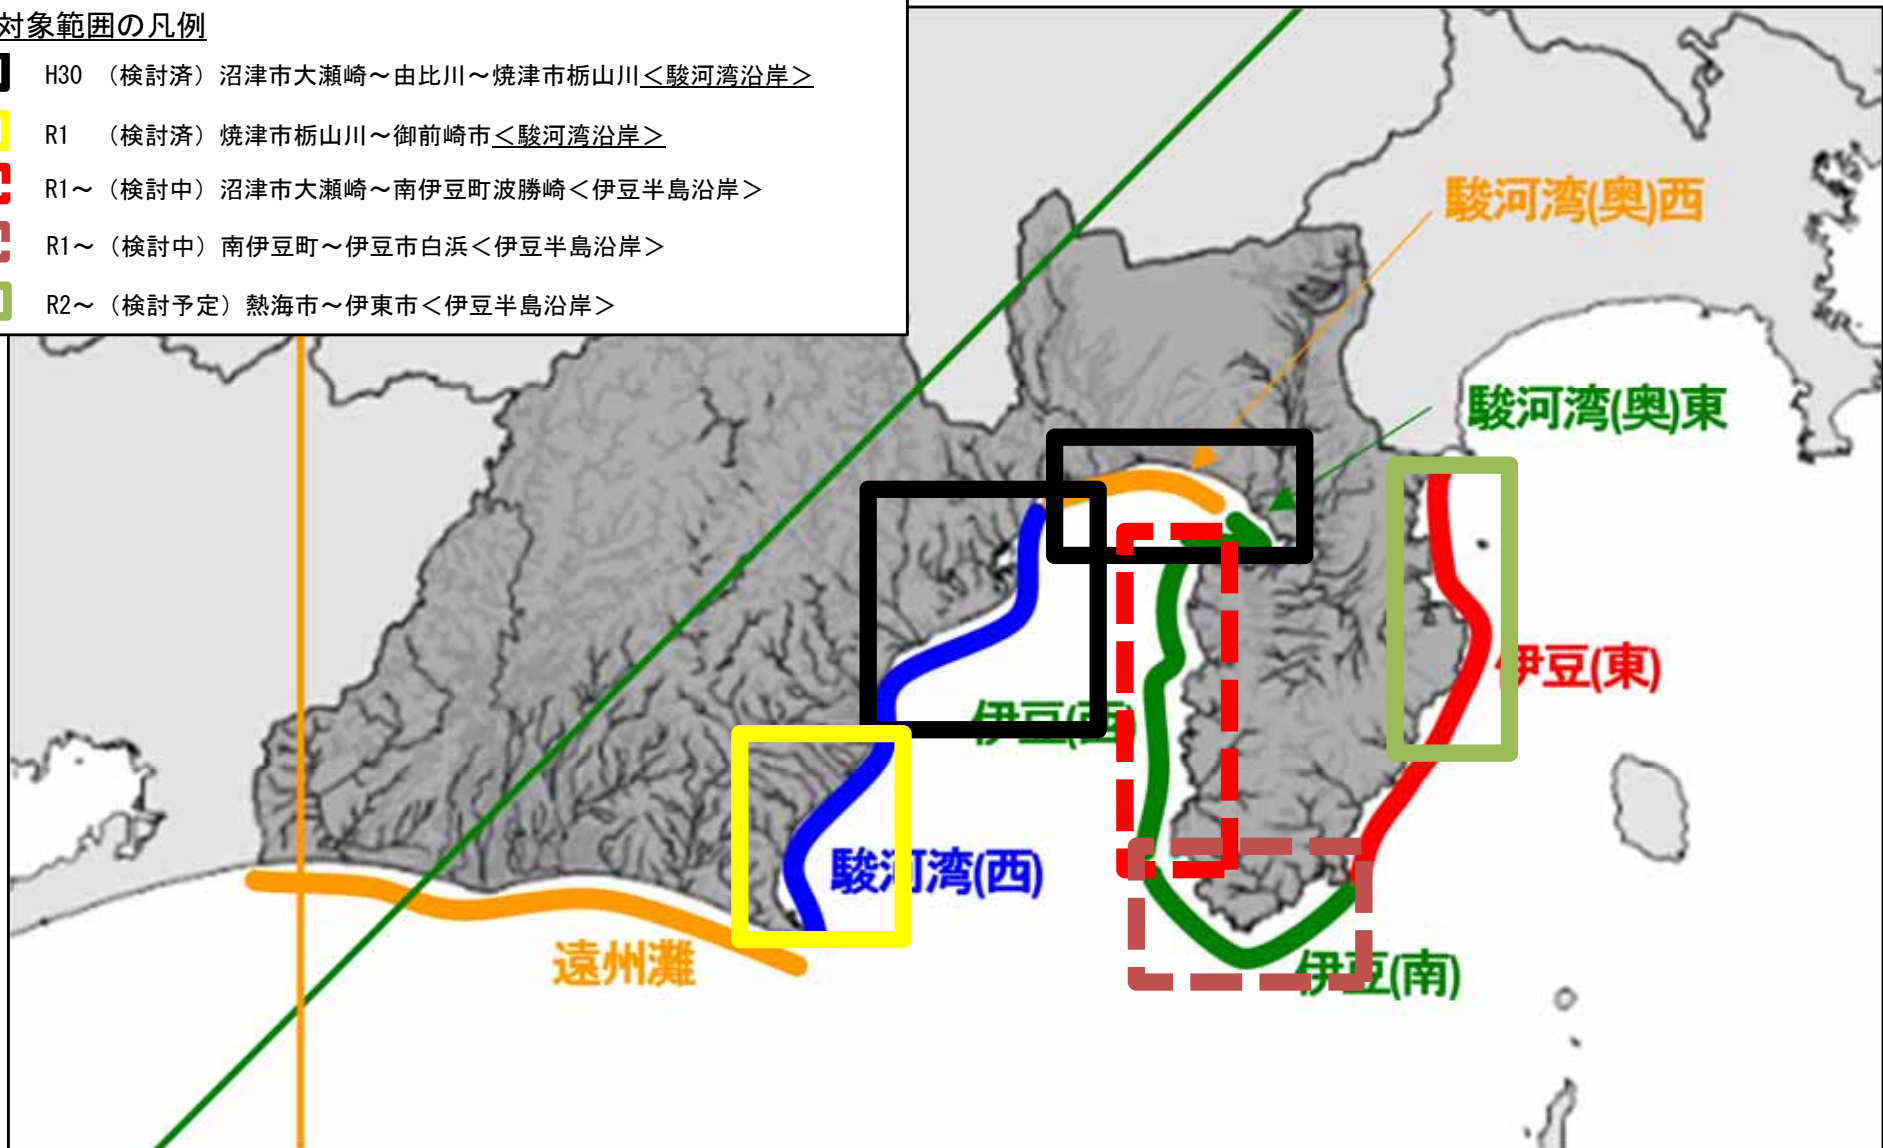 対象範囲の凡例
H30 （検討済）沼津市大瀬崎～由比川～焼津市栃山川＜駿河湾沿岸＞
R1 （検討済）焼津市栃山川～御前崎市＜駿河湾沿岸＞
R1～（検討中）沼津市大瀬崎～南伊豆町波勝崎＜伊豆半島沿岸＞
R1～（検討中）南伊豆町～伊豆市白浜＜伊豆半島沿岸＞
R2～（検討予定）熱海市～伊東市＜伊豆半島沿岸＞
駿河湾(奥)西
駿河湾(奥)東
伊豆(東)
伊豆(西)
駿河湾(西)
遠州灘
伊豆(南)